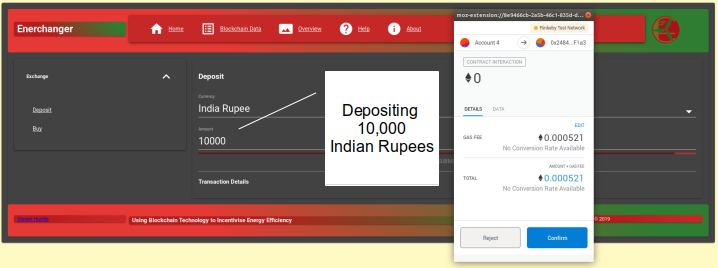 Enerchanger
Home
Blockchain Data
Overview
Help
About
Exchange
Deposit
Buy
Deposit
Currency
India Rupee
Amount
10000
Transaction Details
Depositing
10,000
Indian Rupees
Using Blockchain Technology to Incentivise Energy Efficiency
2019
moz-extension://8e9466cb-2a5b-46c1-835d-d...
Rinkeby Test Network
Account 4
0x2484...F1a3
CONTRACT INTERACTION
0
DETAILS
DATA
EDIT
GAS FEE
0.000521
No Conversion Rate Available
AMOUNT + GAS FEE
TOTAL
0.000521
No Conversion Rate Available
Reject
Confirm